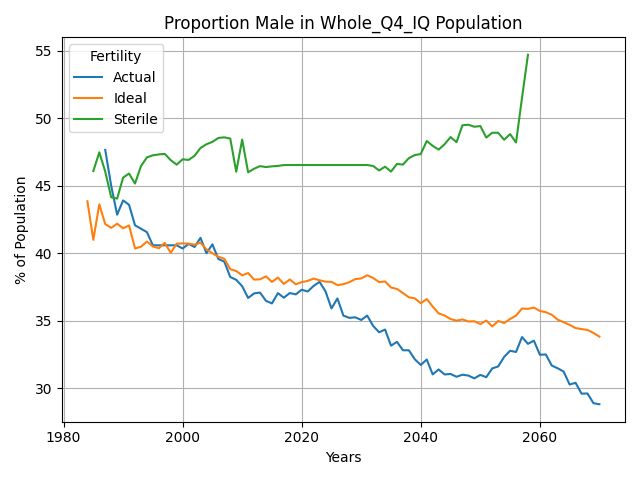 Proportion Male in Whole_Q4_IQ Population
% of Population
55
50
45
40
35
30
Fertility
Actual
Ideal
Sterile
1980
2000
2020
2040
2060
Years